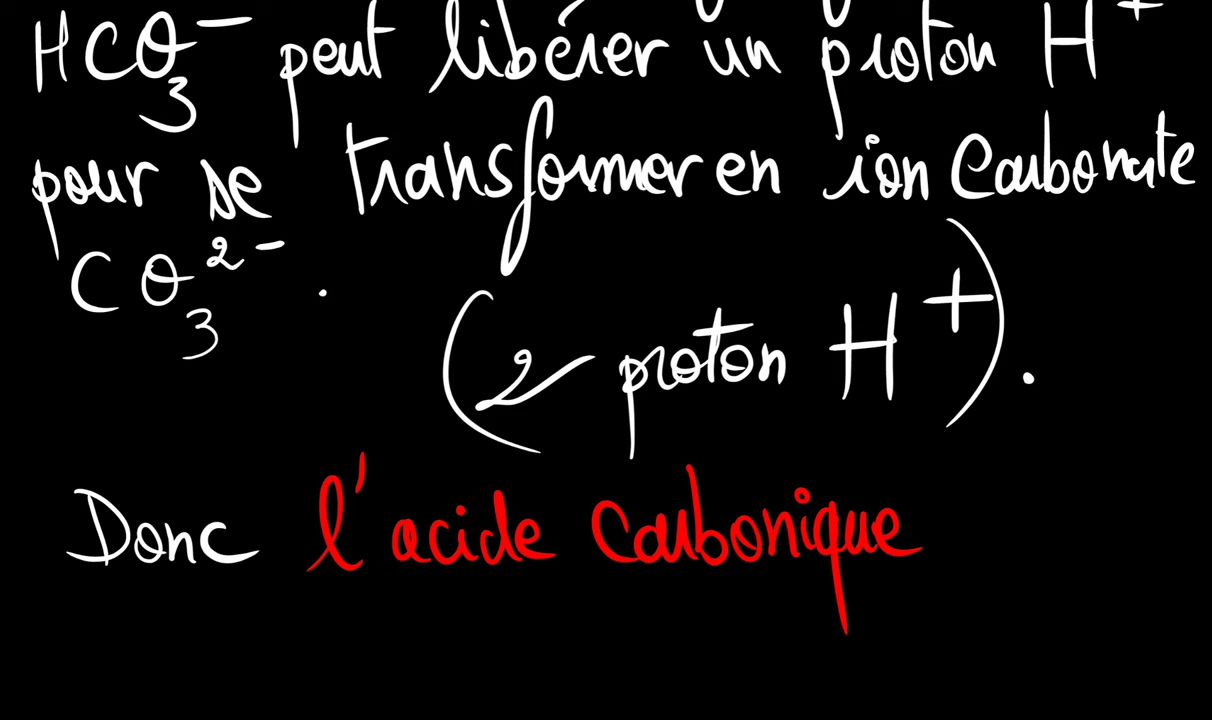 HCO₃⁻ peut libérer un proton H⁺
pour se transformer en ion Carbonate
CO₃²⁻ .
(2 proton H⁺).
Donc l'acide Carbonique